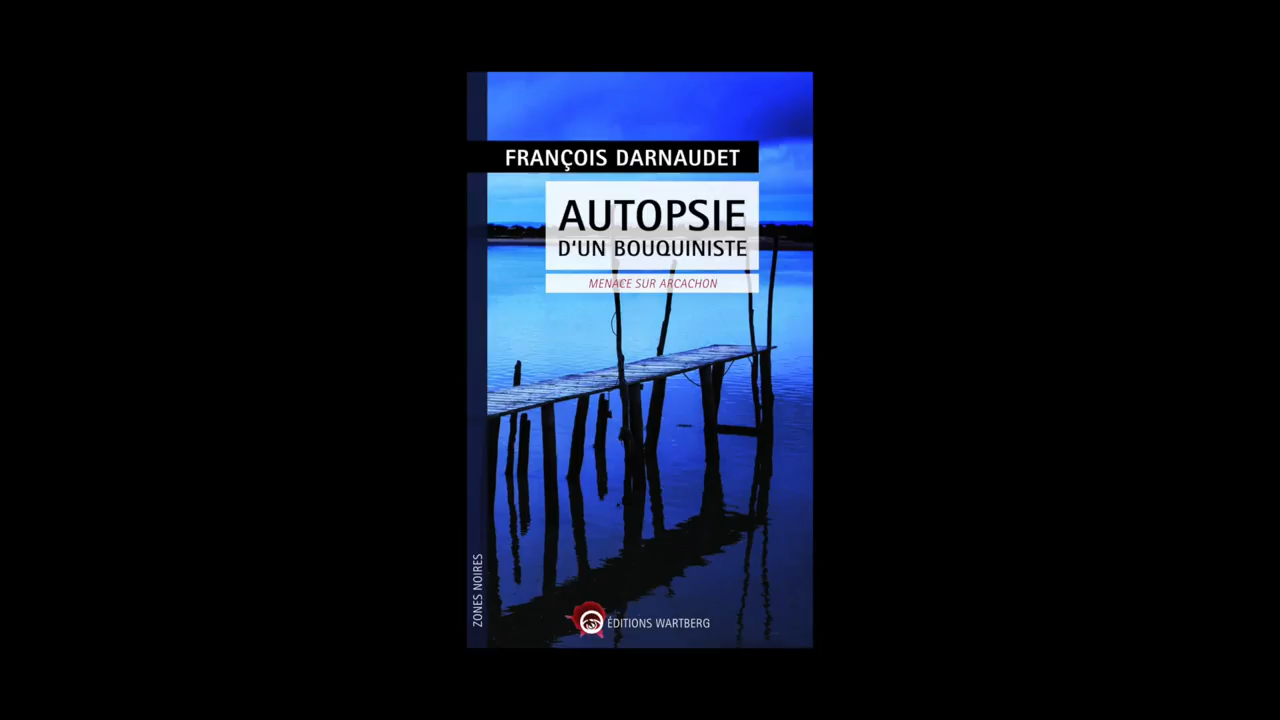 FRANÇOIS DARNAUDET
AUTOPSIE
D'UN BOUQUINISTE
MENACE SUR ARCACHON
ZONES NOIRES
ÉDITIONS WARTBERG